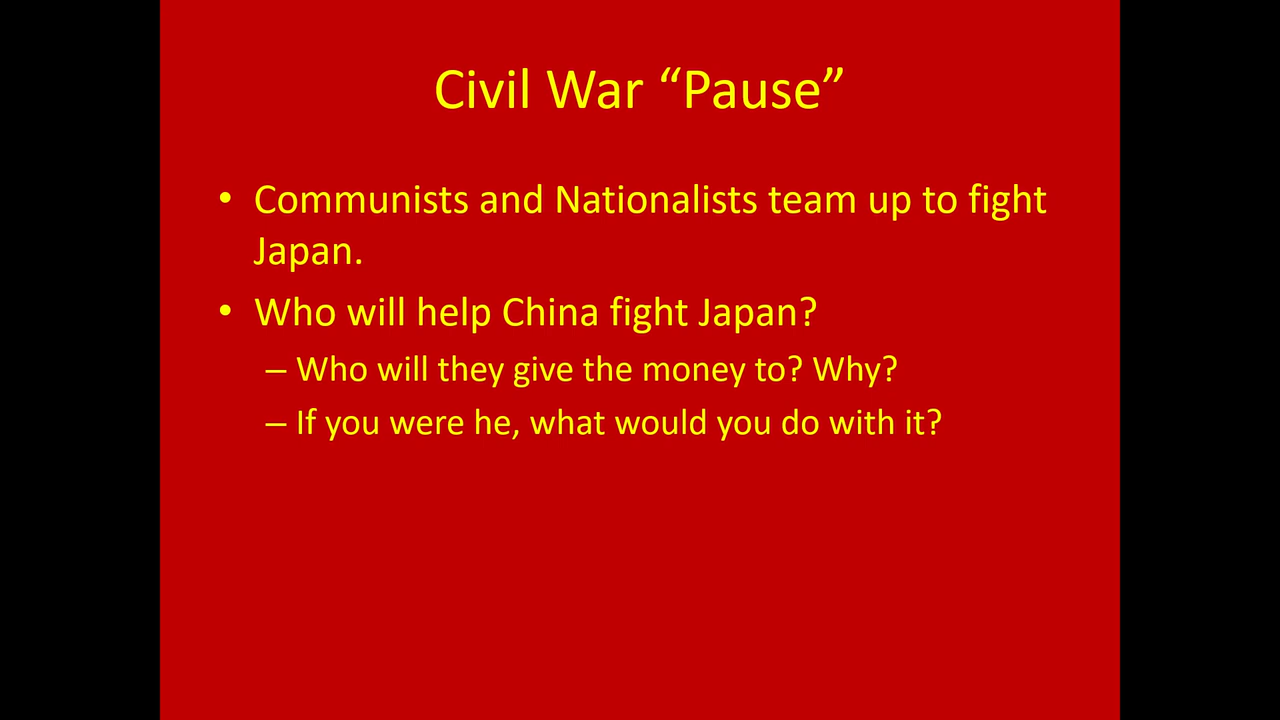 Civil War “Pause”
• Communists and Nationalists team up to fight
Japan.
• Who will help China fight Japan?
– Who will they give the money to? Why?
– If you were he, what would you do with it?